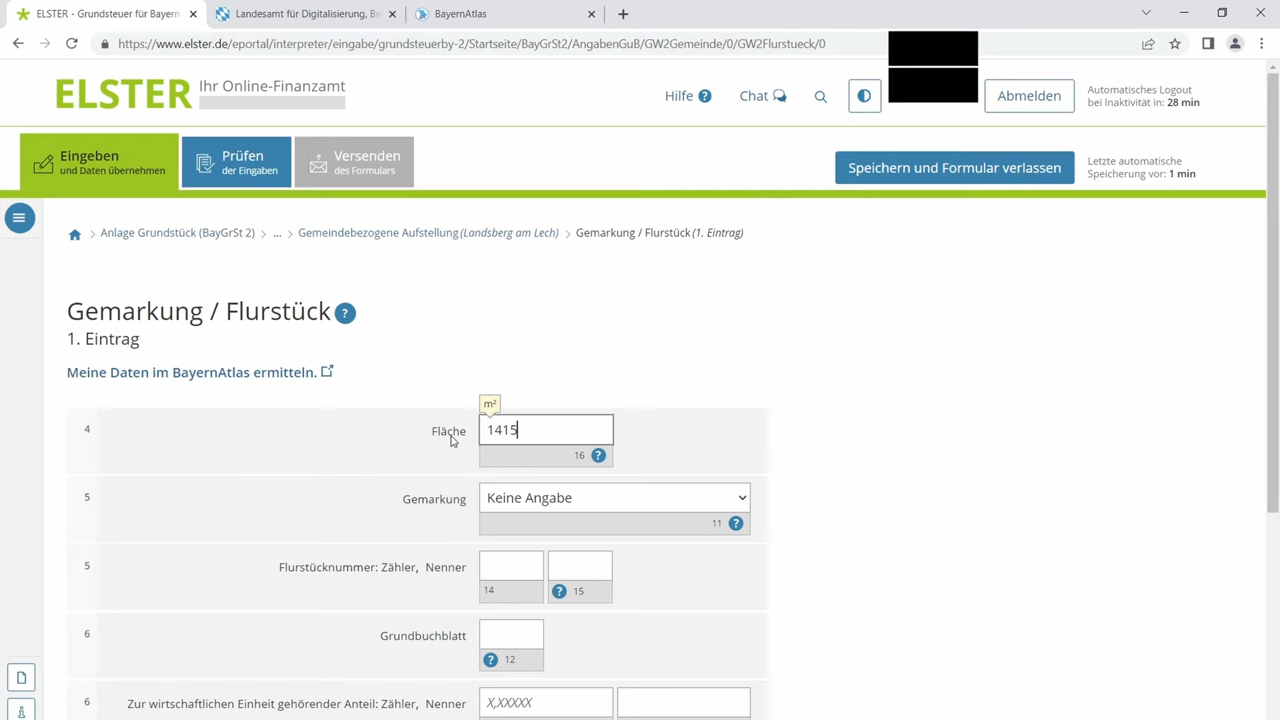 ELSTER - Grundsteuer für Bayern
Landesamt für Digitalisierung, Br
BayernAtlas
https://www.elster.de/eportal/interpreter/eingabe/grundsteuerby-2/Startseite/BayGrSt2/AngabenGuB/GW2Gemeinde/0/GW2Flurstueck/0
ELSTER Ihr Online-Finanzamt
Hilfe ?
Chat
Abmelden
Automatisches Logout
bei Inaktivität in: 28 min
Eingeben
und Daten übernehmen
Prüfen
der Eingaben
Versenden
des Formulars
Speichern und Formular verlassen
Letzte automatische
Speicherung vor: 1 min
Anlage Grundstück (BayGrSt 2) > ... > Gemeindebezogene Aufstellung (Landsberg am Lech) > Gemarkung / Flurstück (1. Eintrag)
Gemarkung / Flurstück ?
1. Eintrag
Meine Daten im BayernAtlas ermitteln.
m²
4 Fläche 1415
16 ?
5 Gemarkung Keine Angabe
11 ?
5 Flurstücknummer: Zähler, Nenner
14 ? 15
6 Grundbuchblatt
? 12
6 Zur wirtschaftlichen Einheit gehörender Anteil: Zähler, Nenner X,XXXXX